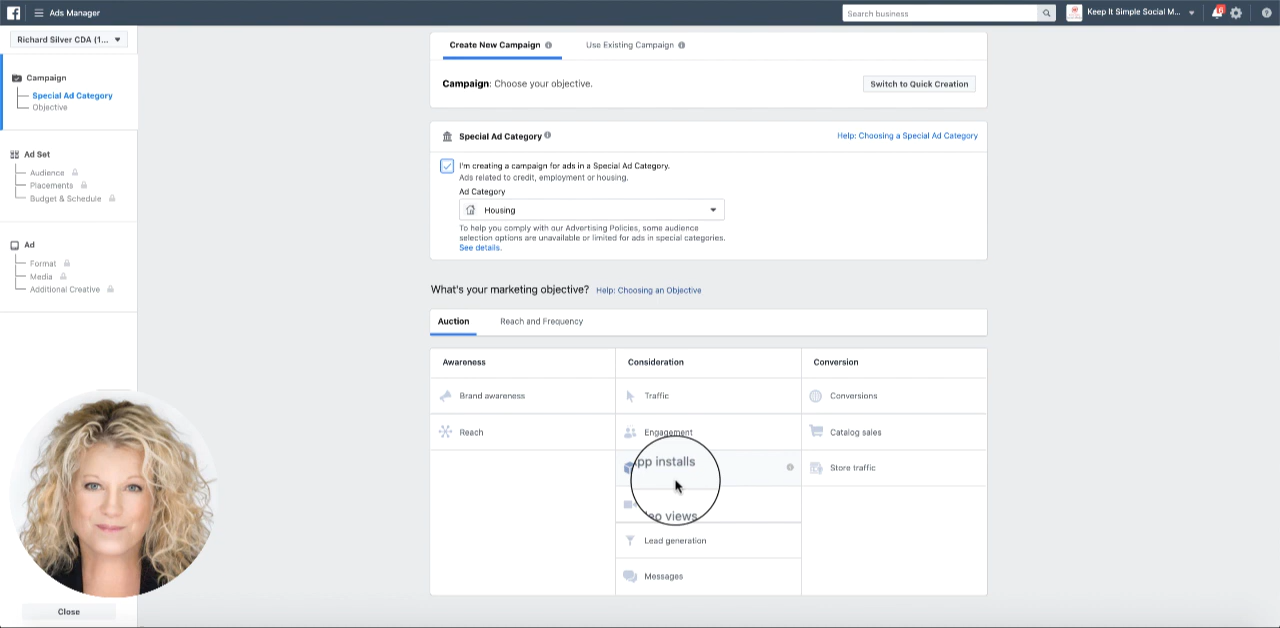 Ads Manager
Search business
Keep It Simple Social M...
Richard Silver CDA (1...
Campaign
Special Ad Category
Objective
Ad Set
Audience
Placements
Budget & Schedule
Ad
Format
Media
Additional Creative
Close
Create New Campaign
Use Existing Campaign
Campaign: Choose your objective.
Switch to Quick Creation
Special Ad Category
Help: Choosing a Special Ad Category
I'm creating a campaign for ads in a Special Ad Category.
Ads related to credit, employment or housing.
Ad Category
Housing
To help you comply with our Advertising Policies, some audience
selection options are unavailable or limited for ads in special categories.
See details.
What's your marketing objective? Help: Choosing an Objective
Auction
Reach and Frequency
Awareness
Consideration
Conversion
Brand awareness
Traffic
Conversions
Reach
Engagement
Catalog sales
pp installs
Store traffic
eo views
Lead generation
Messages